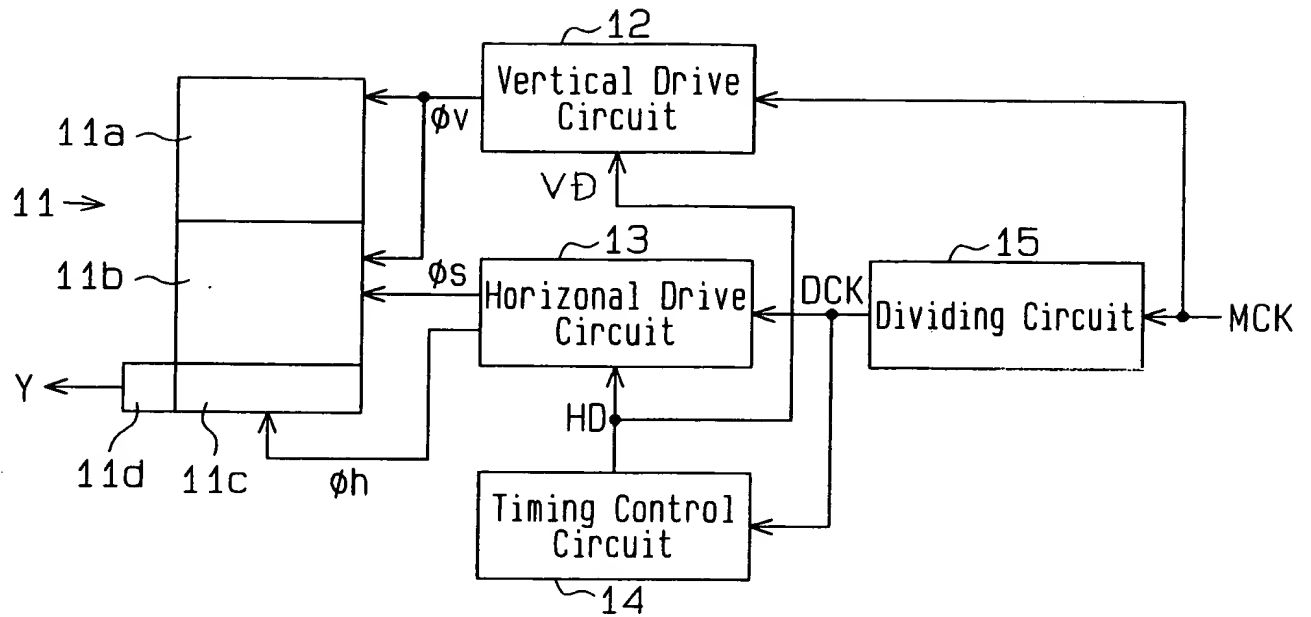 12
Vertical Drive
Circuit
11a
φv
VD
11
13
15
11b
φs
Horizonal Drive
Circuit
DCK
Dividing Circuit
MCK
Y
HD
11d
11c
φh
Timing Control
Circuit
14